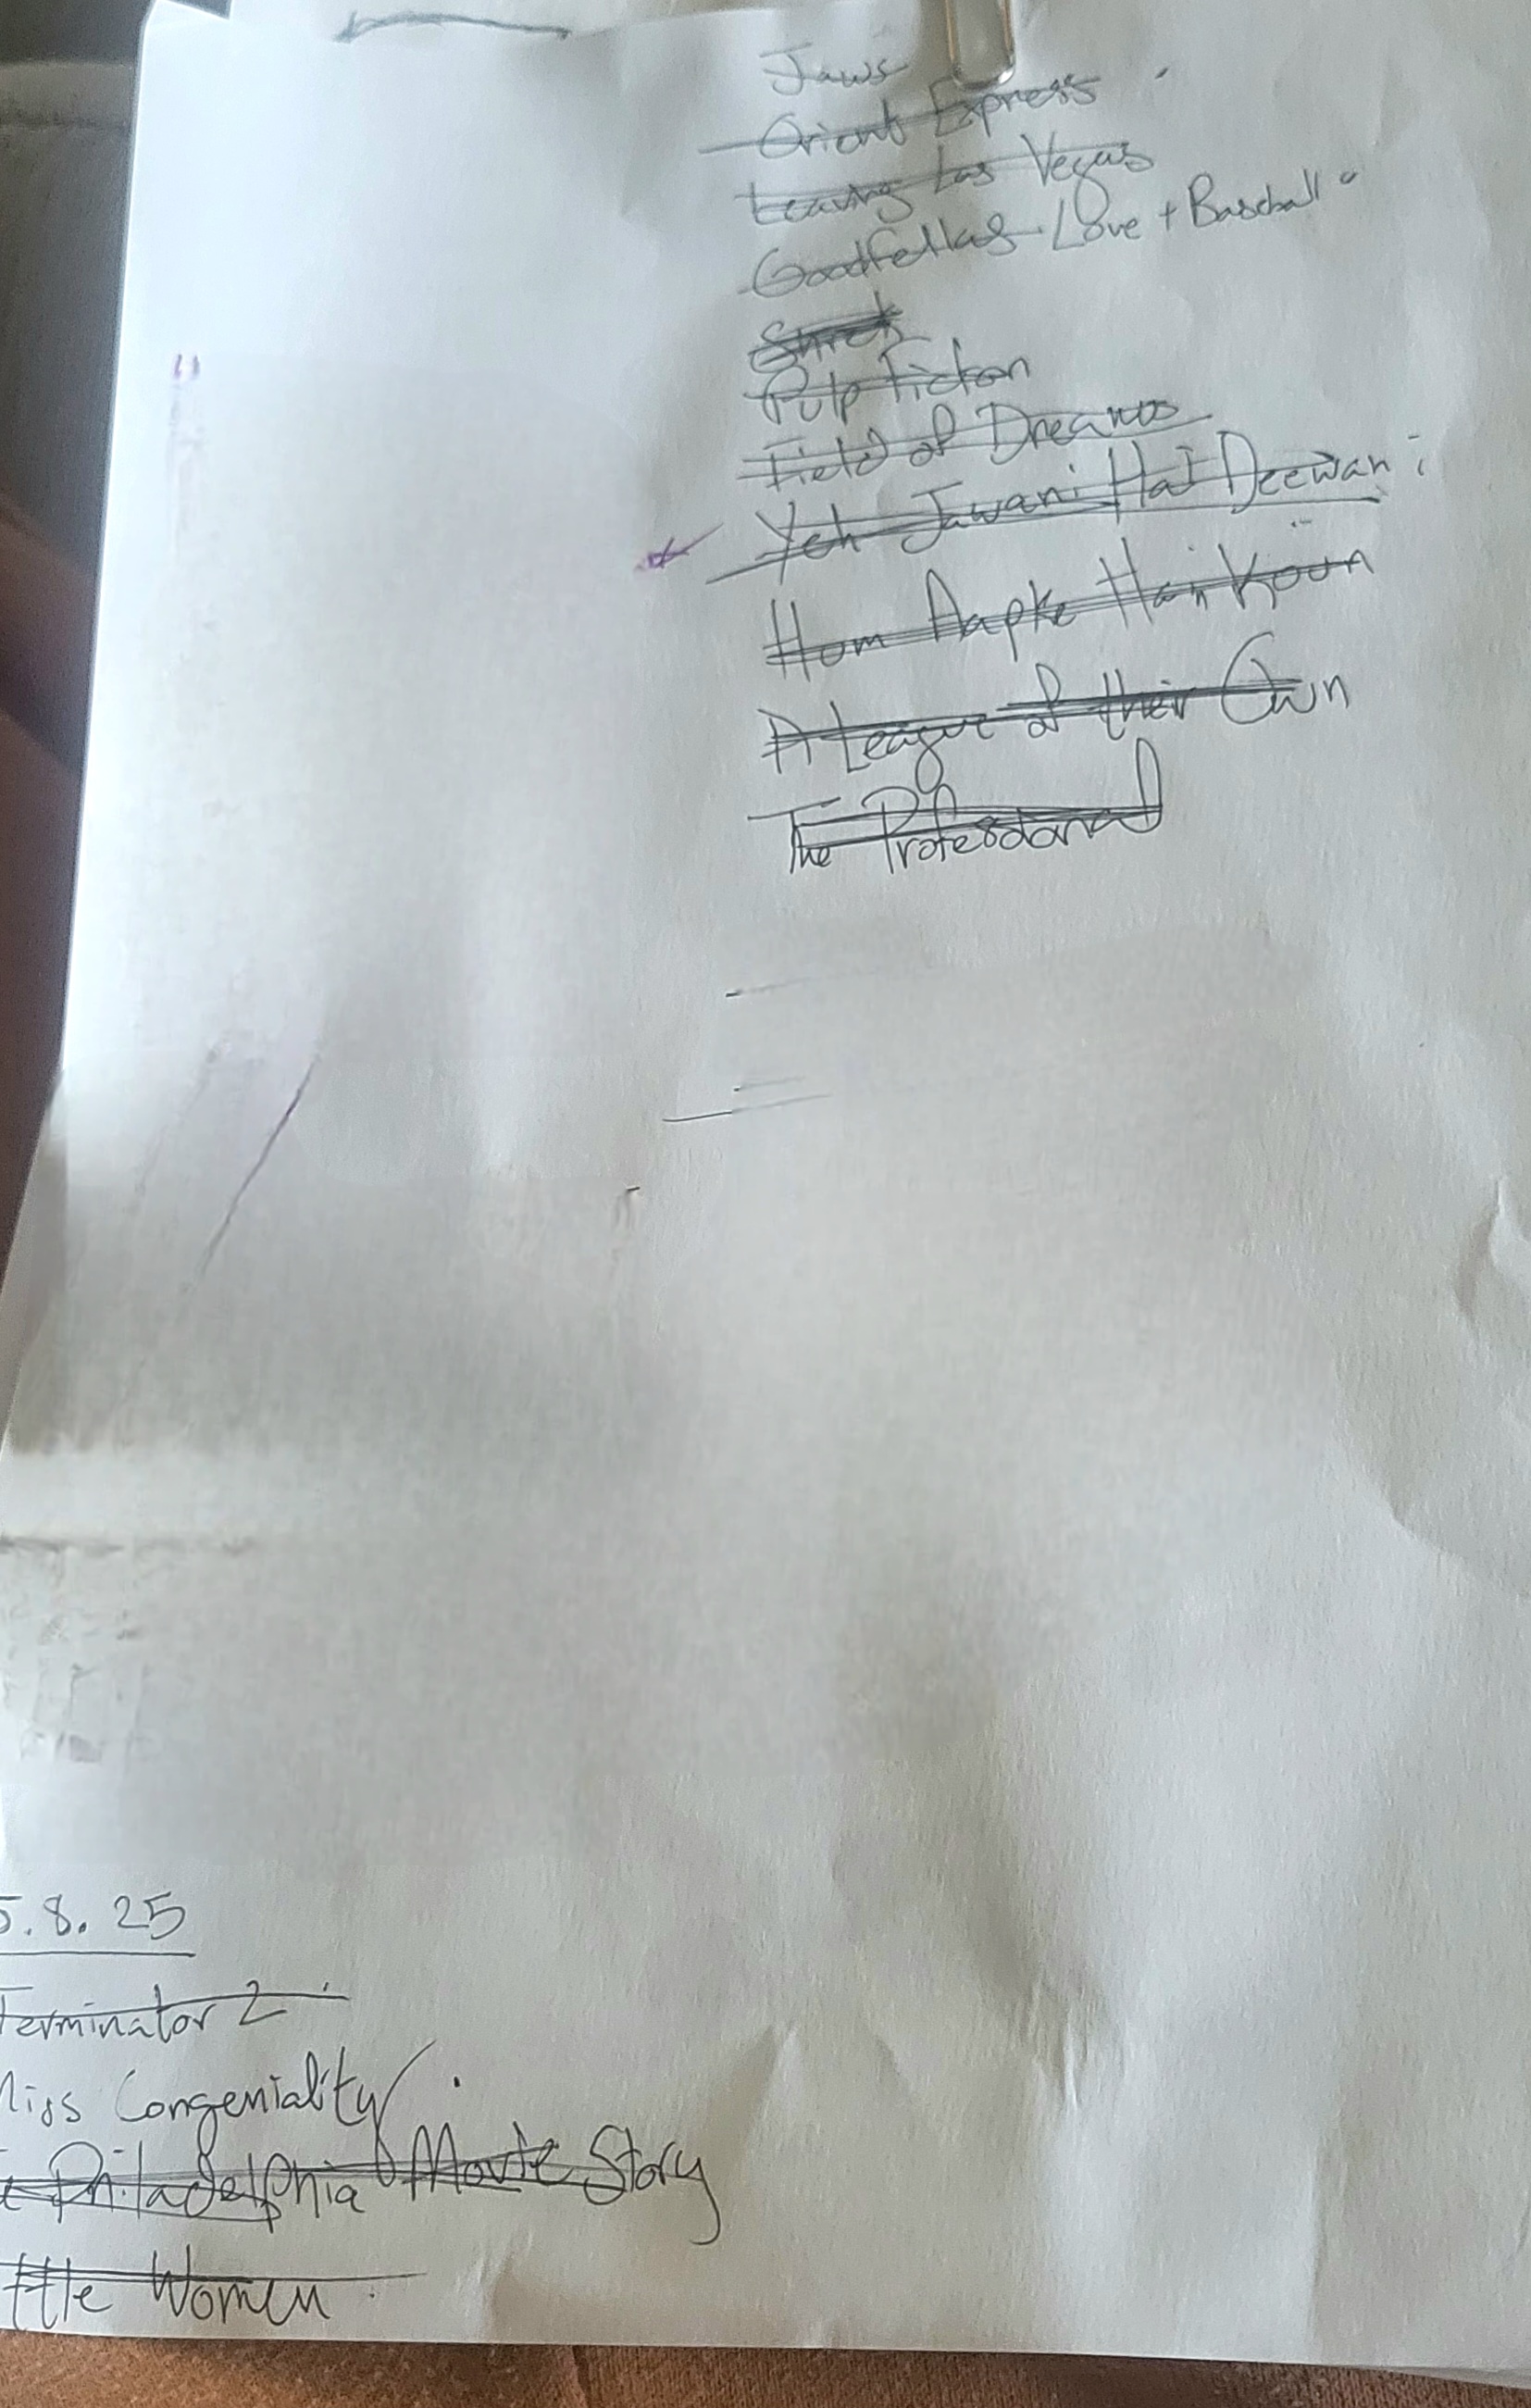 Jaws
Orient Express
Leaving Las Vegas
Goodfellas Love + Baseball
Shrek
Pulp Fiction
Field of Dreams
Yeh Jawani Hai Deewani
Hum Aapke Hain Koun
A League of their Own
The Professional
5.8.25
Terminator 2
Miss Congeniality
Philadelphia Movie Story
ttle Women